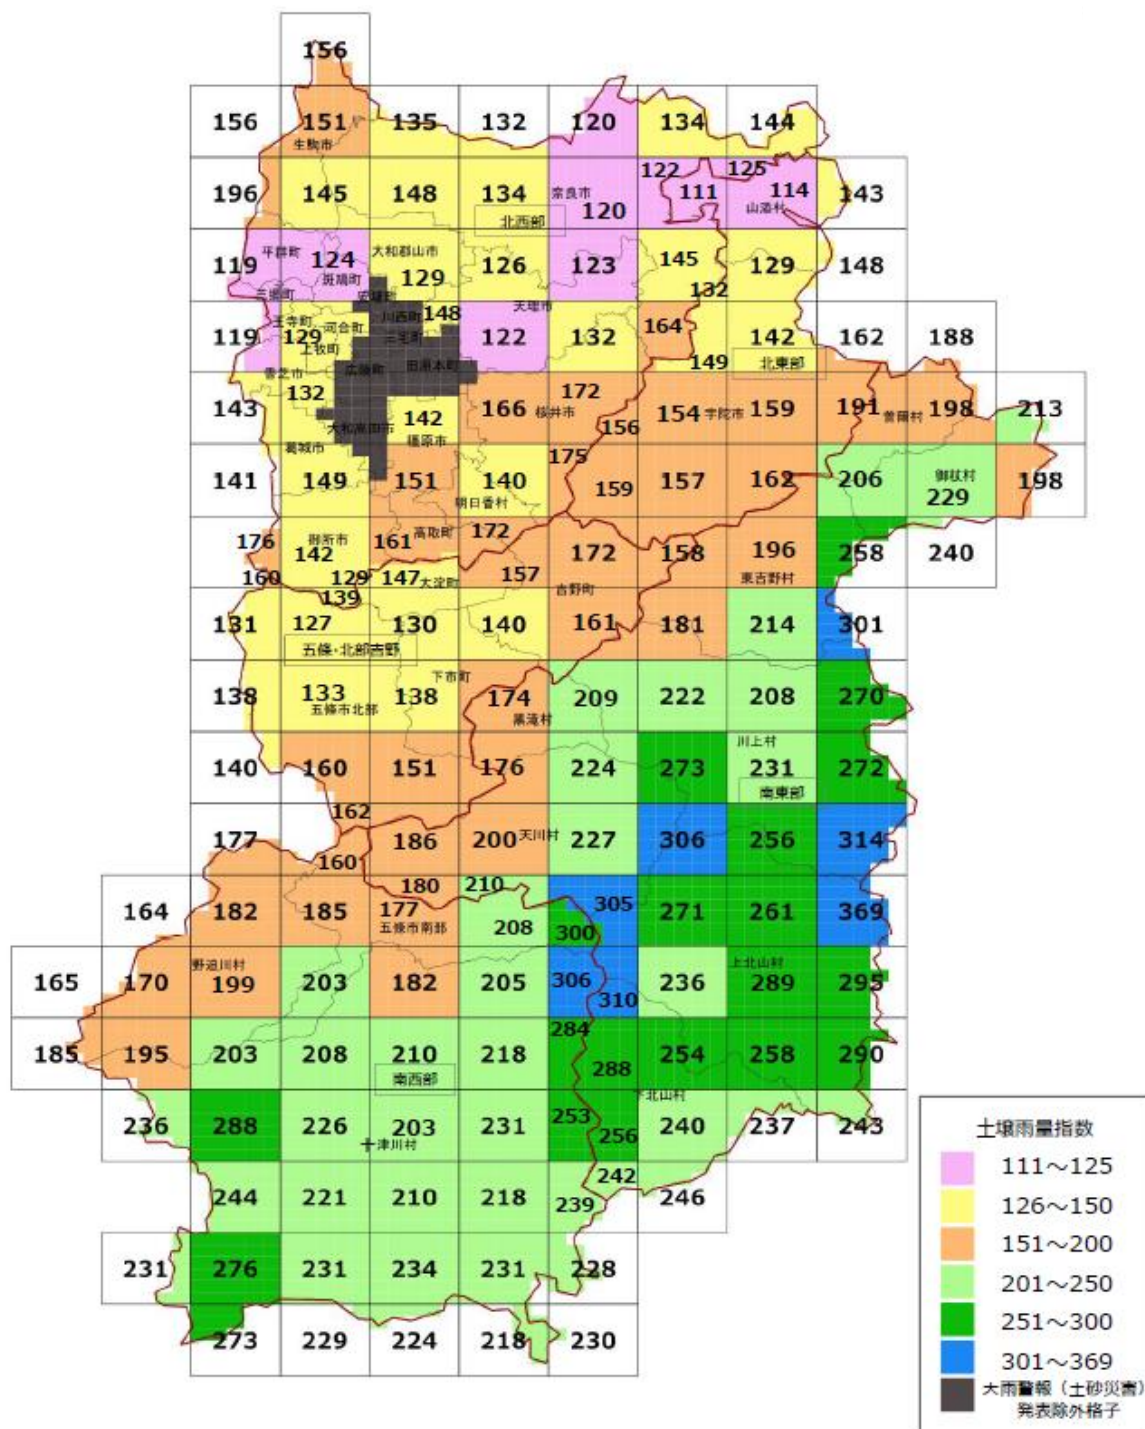 156
156 151 135 132 120 134 144
生駒市
122 125
196 145 148 134 奈良市 120 111 114 143
山添村
北西部
平群町 大和郡山市
119 124 129 126 123 145 129 148
斑鳩町
三郷町 安堵町 132
天理市
王寺町 河合町 川西町 148 164
119 129 三宅町 122 132 142 162 188
上牧町
149 北東部
香芝市 広陵町 田原本町
132 172
143 142 166 桜井市 154 宇陀市 159 191 曽爾村 198 213
大和高田市 橿原市 156
葛城市
175
141 149 151 140 159 157 162 206 御杖村 229 198
明日香村
176 御所市 142 161 高取町 172 172 158 196 258 240
160 129 147 大淀町 157 東吉野村
139 吉野町
131 127 130 140 161 181 214 301
五條・北部吉野
下市町
138 133 138 174 209 222 208 270
五條市北部 黒滝村
川上村
140 160 151 176 224 273 231 272
南東部
162
177 186 200 天川村 227 306 256 314
160
180 210
164 182 185 177 208 305 271 261 369
五條市南部 300
野迫川村 上北山村
165 170 199 203 182 205 306 310 236 289 295
284
185 195 203 208 210 218 288 254 258 290
南西部
下北山村
236 288 226 203 231 253 256 240 237 243
十津川村
242
244 221 210 218 239 246
231 276 231 234 231 228
273 229 224 218 230
土壌雨量指数
111～125
126～150
151～200
201～250
251～300
301～369
大雨警報（土砂災害）
発表除外格子